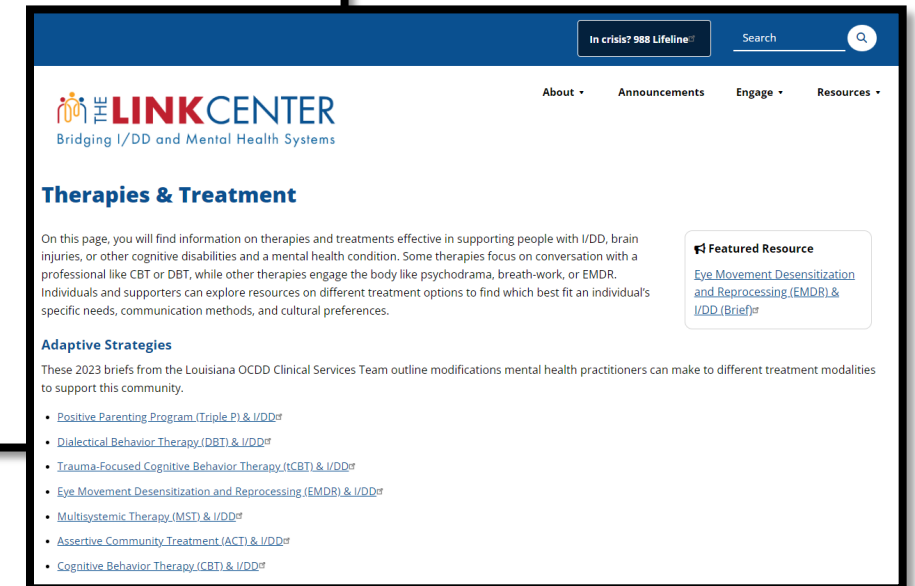 In crisis? 988 Lifeline
Search
About
Announcements
Engage
Resources
THE LINKCENTER
Bridging I/DD and Mental Health Systems
Therapies & Treatment
On this page, you will find information on therapies and treatments effective in supporting people with I/DD, brain
injuries, or other cognitive disabilities and a mental health condition. Some therapies focus on conversation with a
professional like CBT or DBT, while other therapies engage the body like psychodrama, breath-work, or EMDR.
Individuals and supporters can explore resources on different treatment options to find which best fit an individual's
specific needs, communication methods, and cultural preferences.
Featured Resource
Eye Movement Desensitization
and Reprocessing (EMDR) &
I/DD (Brief)
Adaptive Strategies
These 2023 briefs from the Louisiana OCDD Clinical Services Team outline modifications mental health practitioners can make to different treatment modalities
to support this community.
• Positive Parenting Program (Triple P) & I/DD
• Dialectical Behavior Therapy (DBT) & I/DD
• Trauma-Focused Cognitive Behavior Therapy (tCBT) & I/DD
• Eye Movement Desensitization and Reprocessing (EMDR) & I/DD
• Multisystemic Therapy (MST) & I/DD
• Assertive Community Treatment (ACT) & I/DD
• Cognitive Behavior Therapy (CBT) & I/DD